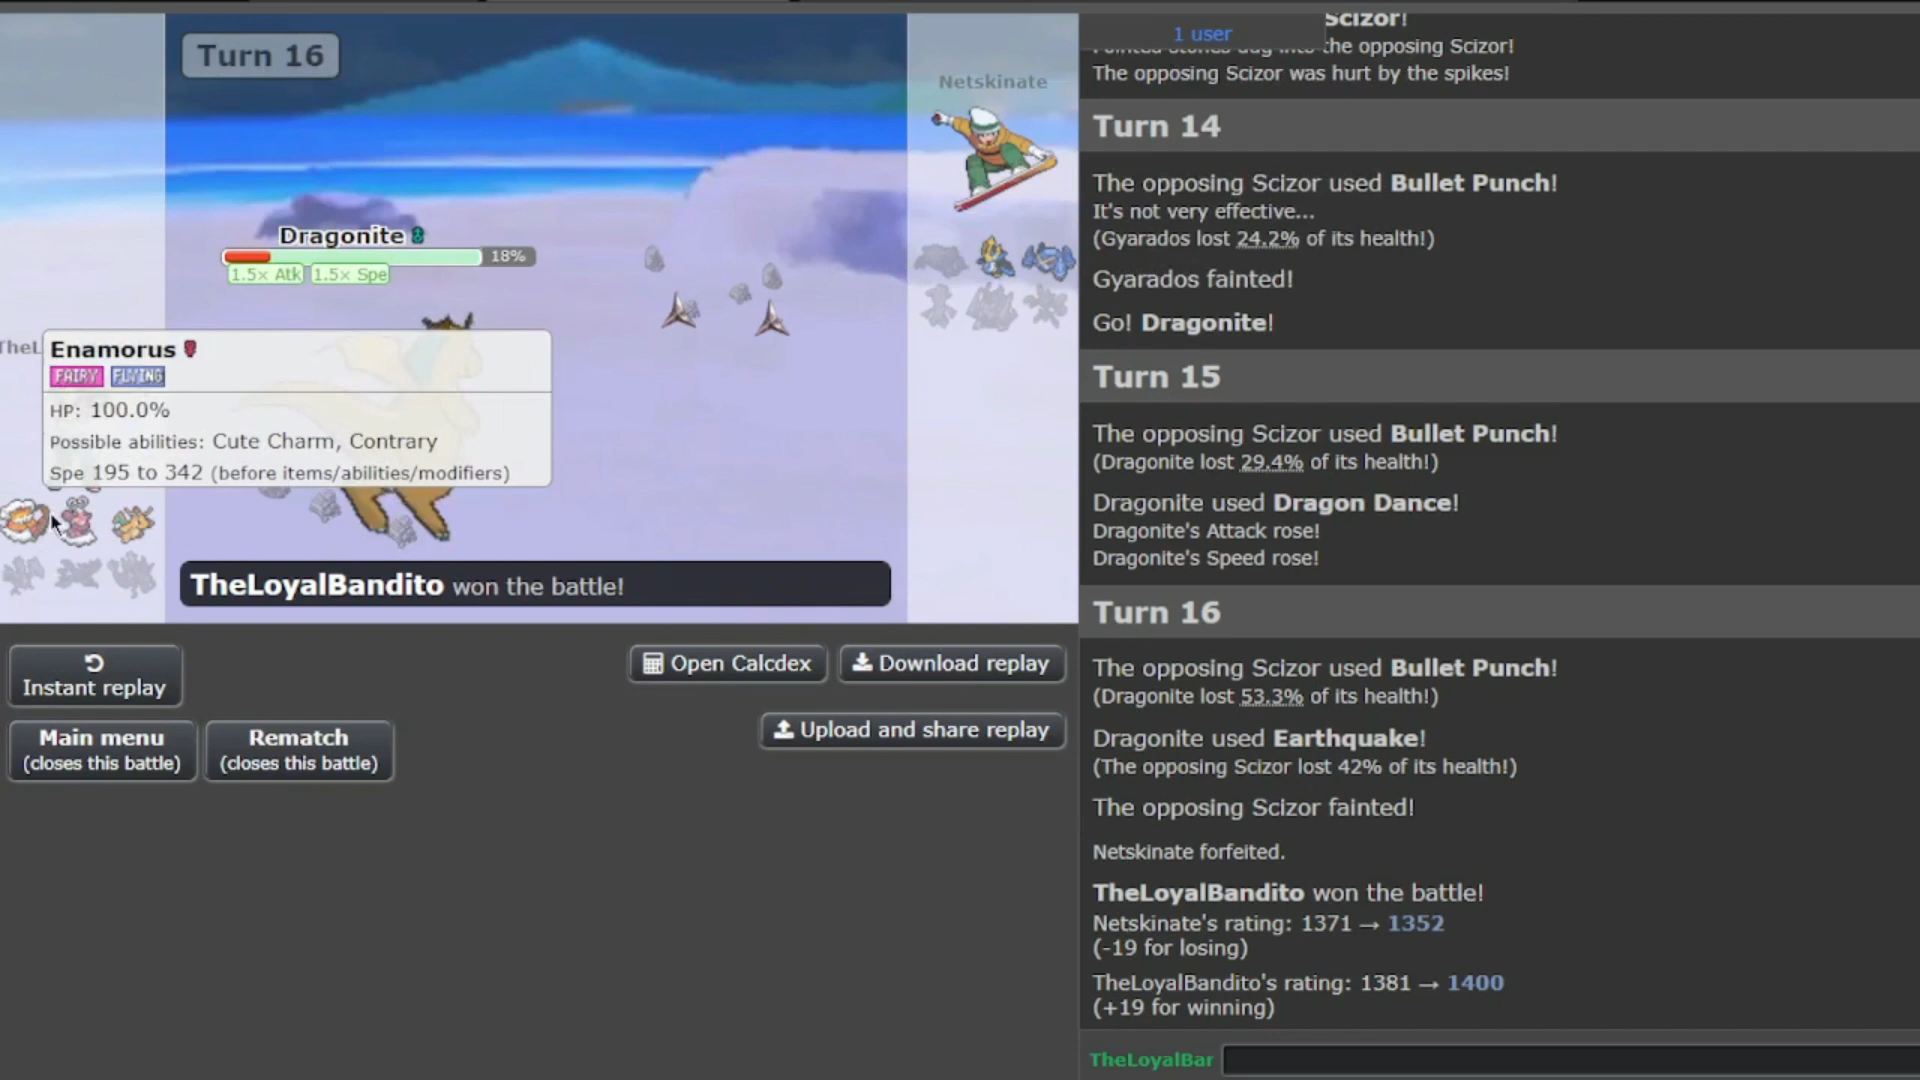 Turn 16
Netskinate
Dragonite
18%
1.5× Atk 1.5× Spe
TheL
Enamorus
FAIRY FLYING
HP: 100.0%
Possible abilities: Cute Charm, Contrary
Spe 195 to 342 (before items/abilities/modifiers)
TheLoyalBandito won the battle!
Instant replay
Open Calcdex
Download replay
Upload and share replay
Main menu
(closes this battle)
Rematch
(closes this battle)
1 user
Scizor!
Pointed stones dug into the opposing Scizor!
The opposing Scizor was hurt by the spikes!
Turn 14
The opposing Scizor used Bullet Punch!
It's not very effective...
(Gyarados lost 24.2% of its health!)
Gyarados fainted!
Go! Dragonite!
Turn 15
The opposing Scizor used Bullet Punch!
(Dragonite lost 29.4% of its health!)
Dragonite used Dragon Dance!
Dragonite's Attack rose!
Dragonite's Speed rose!
Turn 16
The opposing Scizor used Bullet Punch!
(Dragonite lost 53.3% of its health!)
Dragonite used Earthquake!
(The opposing Scizor lost 42% of its health!)
The opposing Scizor fainted!
Netskinate forfeited.
TheLoyalBandito won the battle!
Netskinate's rating: 1371 → 1352
(-19 for losing)
TheLoyalBandito's rating: 1381 → 1400
(+19 for winning)
TheLoyalBar